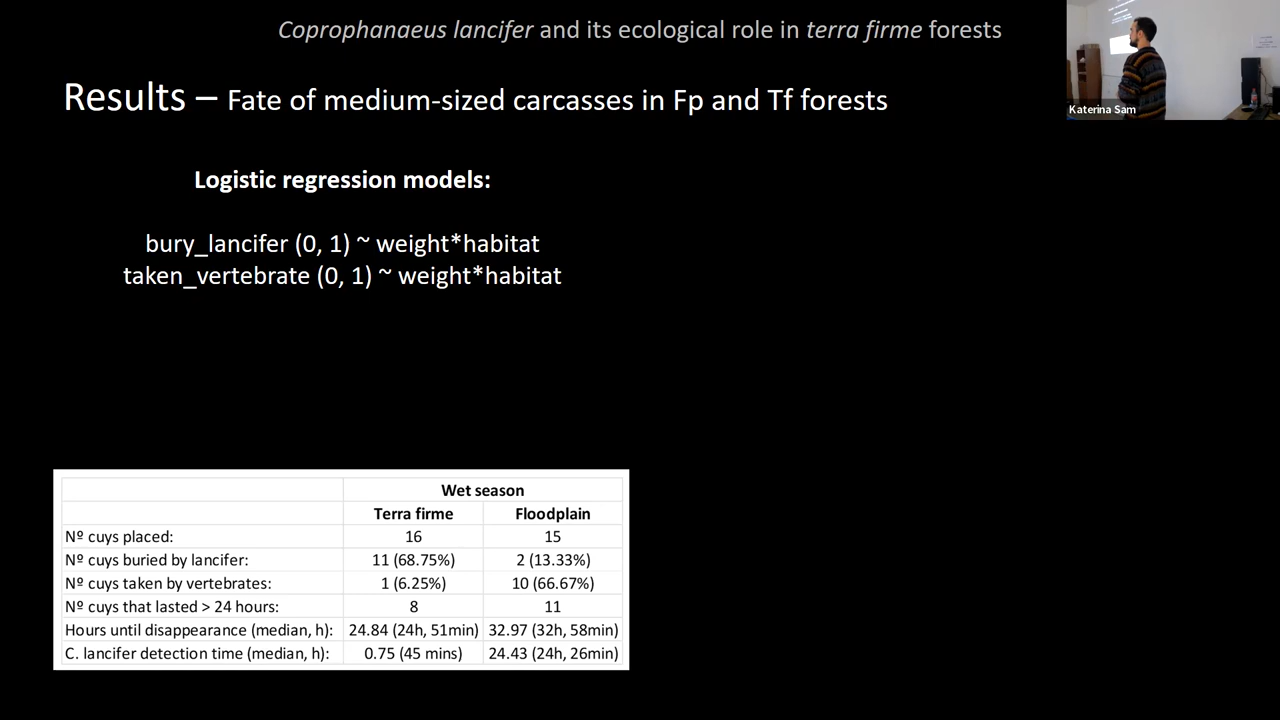 Coprophanaeus lancifer and its ecological role in terra firme forests
Results – Fate of medium-sized carcasses in Fp and Tf forests
Katerina Sam
Logistic regression models:
bury_lancifer (0, 1) ~ weight*habitat
taken_vertebrate (0, 1) ~ weight*habitat
Wet season
Terra firme Floodplain
Nº cuys placed: 16 15
Nº cuys buried by lancifer: 11 (68.75%) 2 (13.33%)
Nº cuys taken by vertebrates: 1 (6.25%) 10 (66.67%)
Nº cuys that lasted > 24 hours: 8 11
Hours until disappearance (median, h): 24.84 (24h, 51min) 32.97 (32h, 58min)
C. lancifer detection time (median, h): 0.75 (45 mins) 24.43 (24h, 26min)